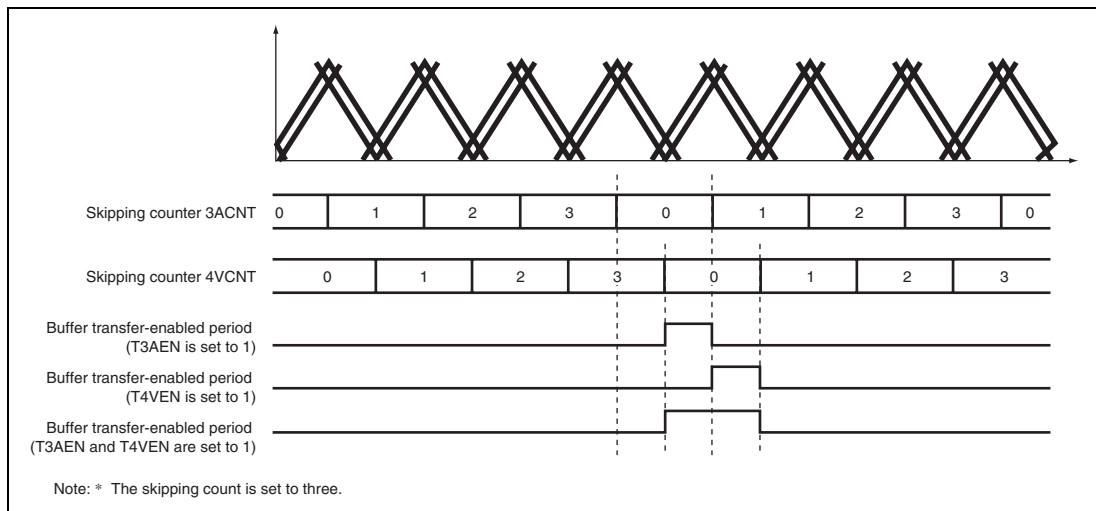 Skipping counter 3ACNT 0 1 2 3 0 1 2 3 0
Skipping counter 4VCNT 0 1 2 3 0 1 2 3
Buffer transfer-enabled period
(T3AEN is set to 1)
Buffer transfer-enabled period
(T4VEN is set to 1)
Buffer transfer-enabled period
(T3AEN and T4VEN are set to 1)
Note: * The skipping count is set to three.